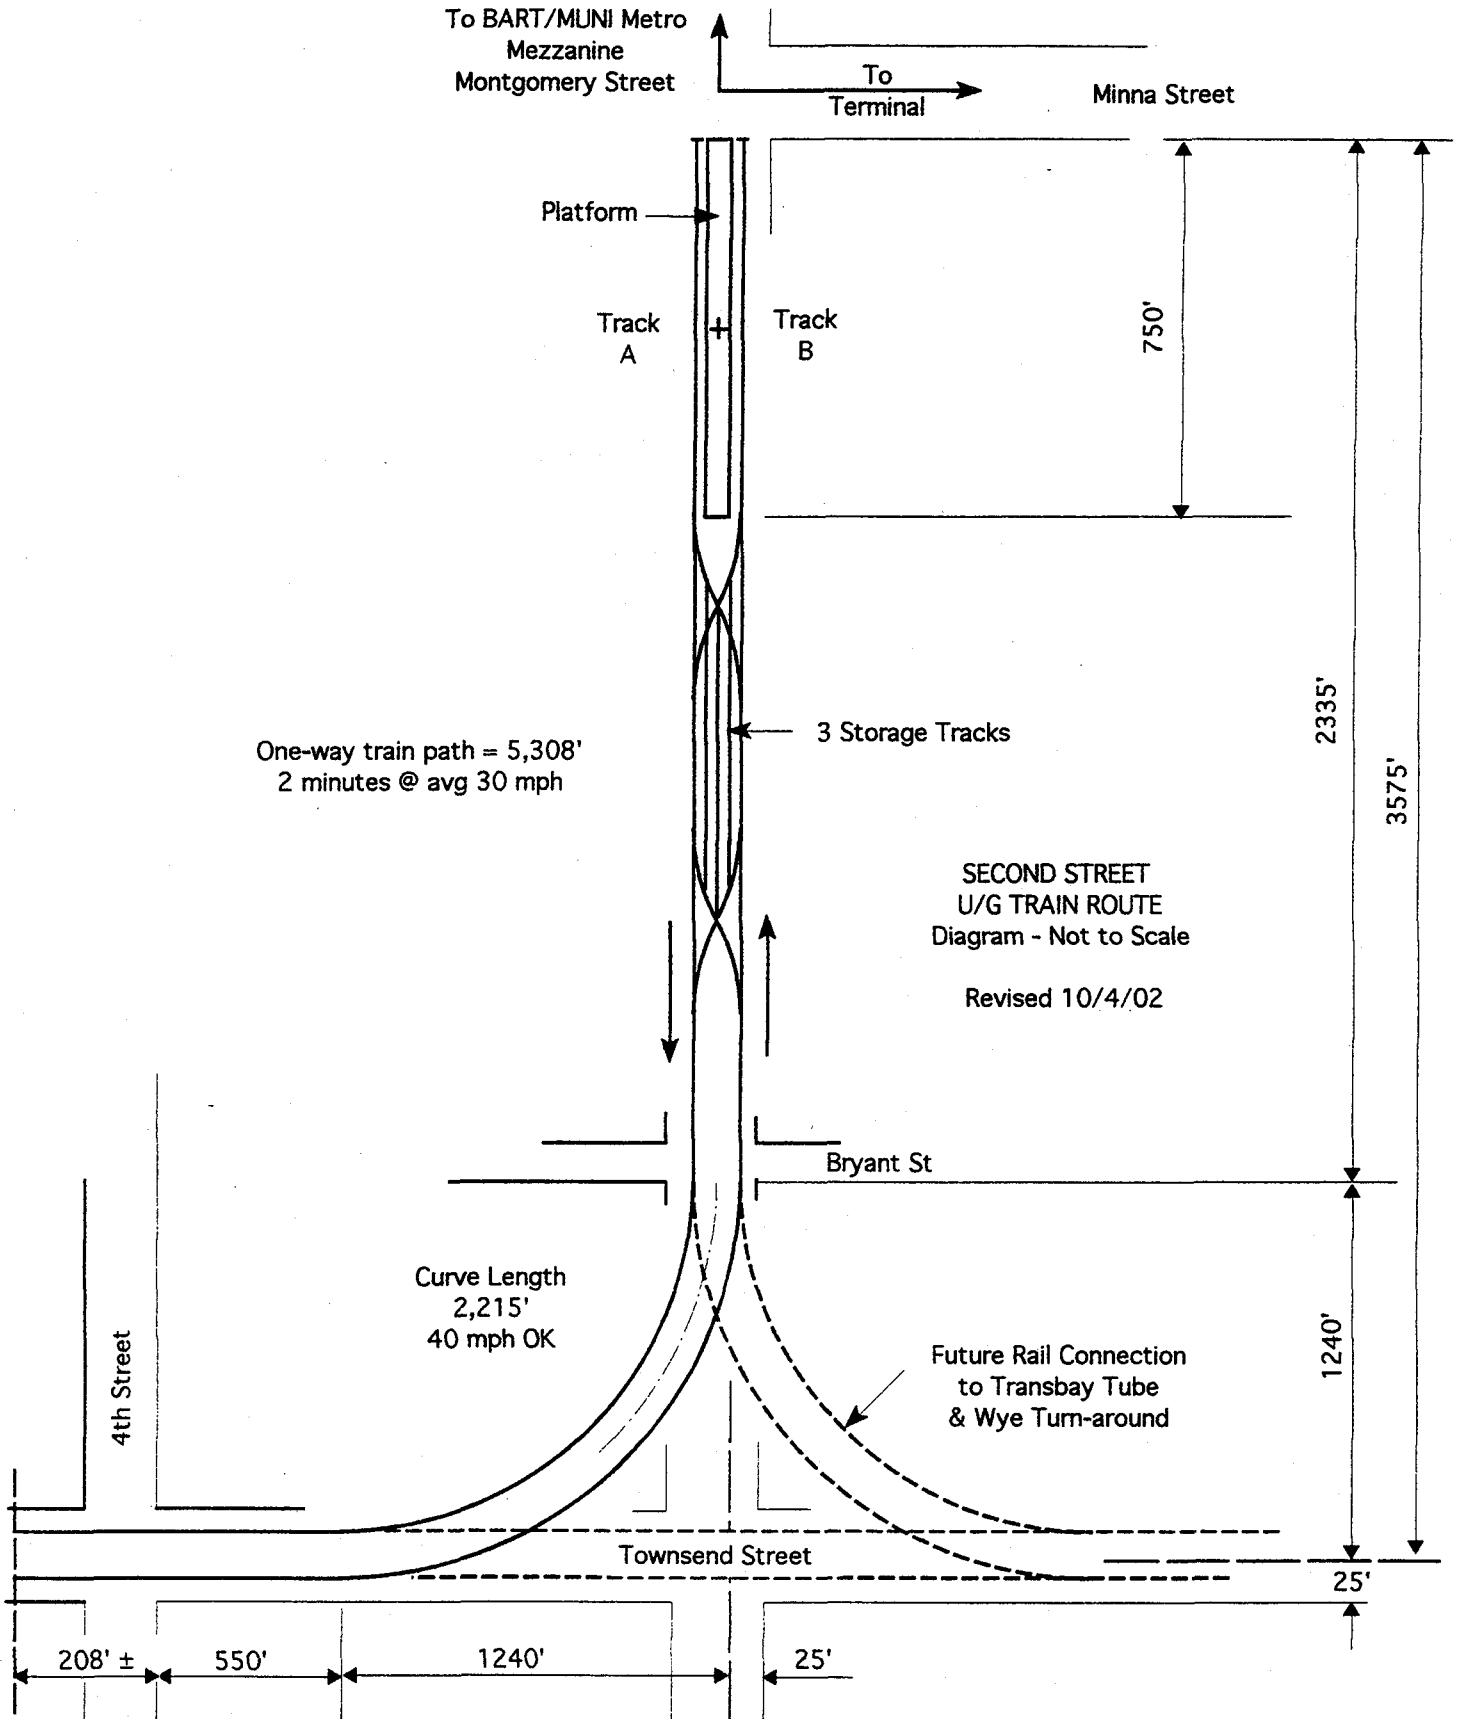 To BART/MUNI Metro
Mezzanine
Montgomery Street
To
Terminal
Minna Street
Platform
Track
A
Track
B
750'
2335'
3575'
3 Storage Tracks
One-way train path = 5,308'
2 minutes @ avg 30 mph
SECOND STREET
U/G TRAIN ROUTE
Diagram - Not to Scale
Revised 10/4/02
Bryant St
Curve Length
2,215'
40 mph OK
4th Street
Future Rail Connection
to Transbay Tube
& Wye Turn-around
1240'
Townsend Street
25'
208' ±
550'
1240'
25'